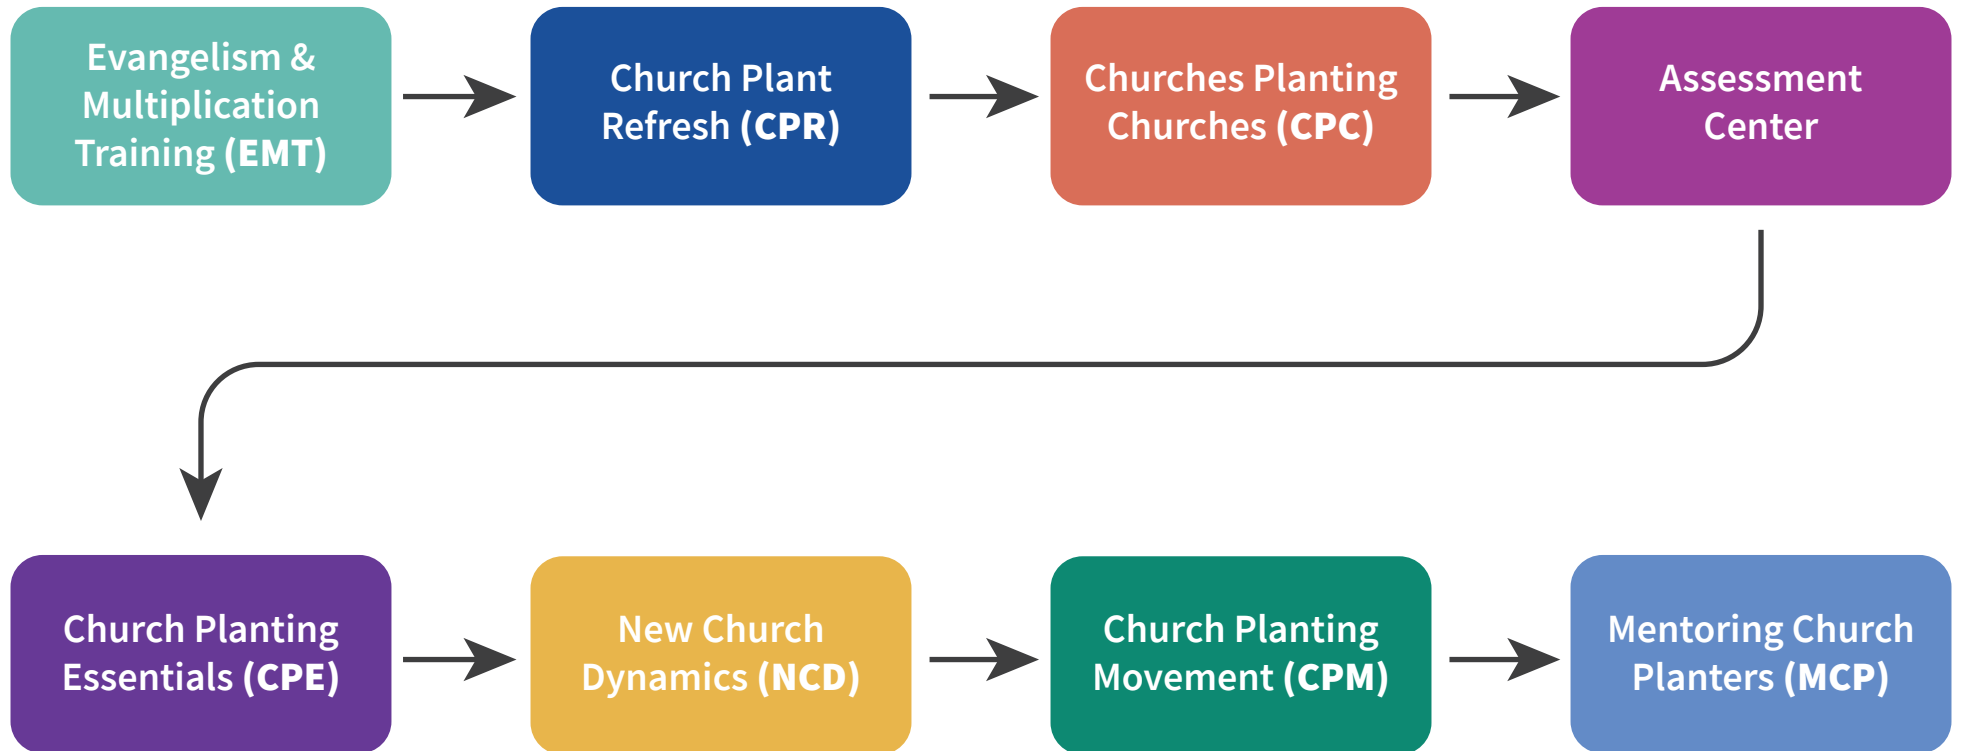 Evangelism &
Multiplication
Training (EMT)
Church Plant
Refresh (CPR)
Churches Planting
Churches (CPC)
Assessment
Center
Church Planting
Essentials (CPE)
New Church
Dynamics (NCD)
Church Planting
Movement (CPM)
Mentoring Church
Planters (MCP)